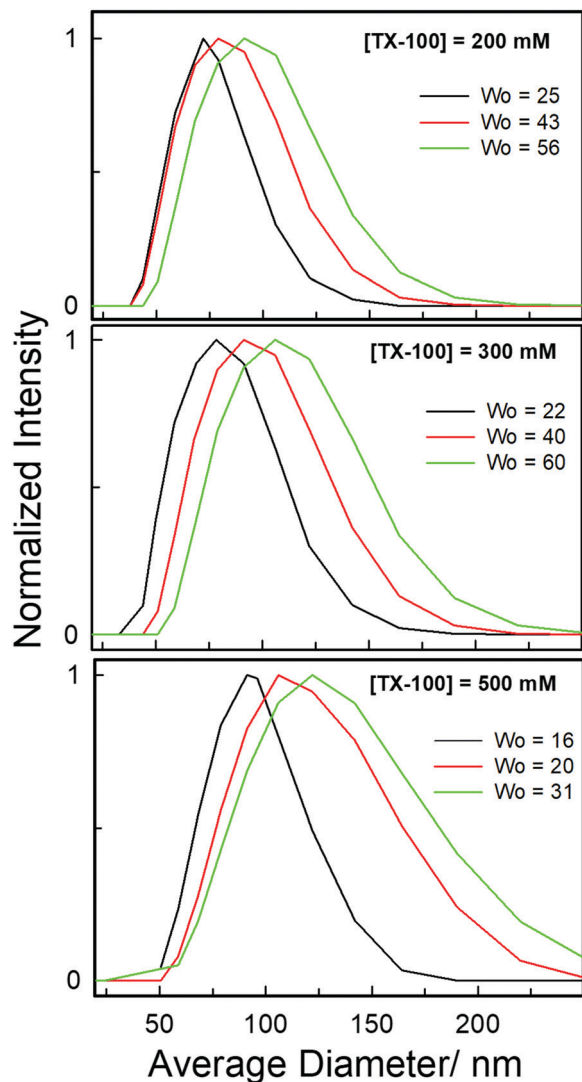 1
[TX-100] = 200 mM
Wo = 25
Wo = 43
Wo = 56
0
1
[TX-100] = 300 mM
Wo = 22
Wo = 40
Wo = 60
0
1
[TX-100] = 500 mM
Wo = 16
Wo = 20
Wo = 31
0
Normalized Intensity
50 100 150 200
Average Diameter/ nm